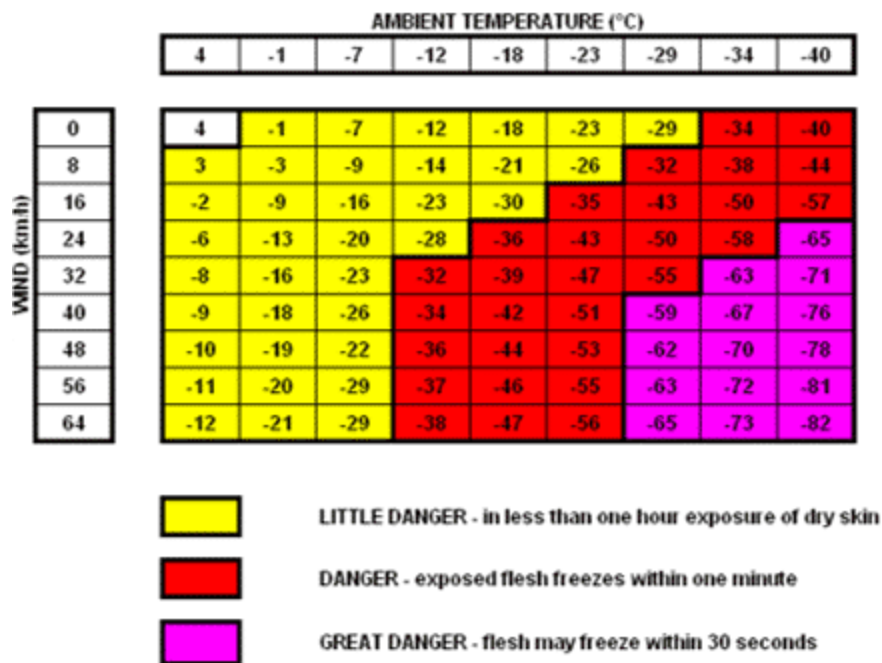 AMBIENT TEMPERATURE (°C)
4 -1 -7 -12 -18 -23 -29 -34 -40
WIND (km/h)
0 4 -1 -7 -12 -18 -23 -29 -34 -40
8 3 -3 -9 -14 -21 -26 -32 -38 -44
16 -2 -9 -16 -23 -30 -35 -43 -50 -57
24 -6 -13 -20 -28 -36 -43 -50 -58 -65
32 -8 -16 -23 -32 -39 -47 -55 -63 -71
40 -9 -18 -26 -34 -42 -51 -59 -67 -76
48 -10 -19 -22 -36 -44 -53 -62 -70 -78
56 -11 -20 -29 -37 -46 -55 -63 -72 -81
64 -12 -21 -29 -38 -47 -56 -65 -73 -82
LITTLE DANGER - in less than one hour exposure of dry skin
DANGER - exposed flesh freezes within one minute
GREAT DANGER - flesh may freeze within 30 seconds